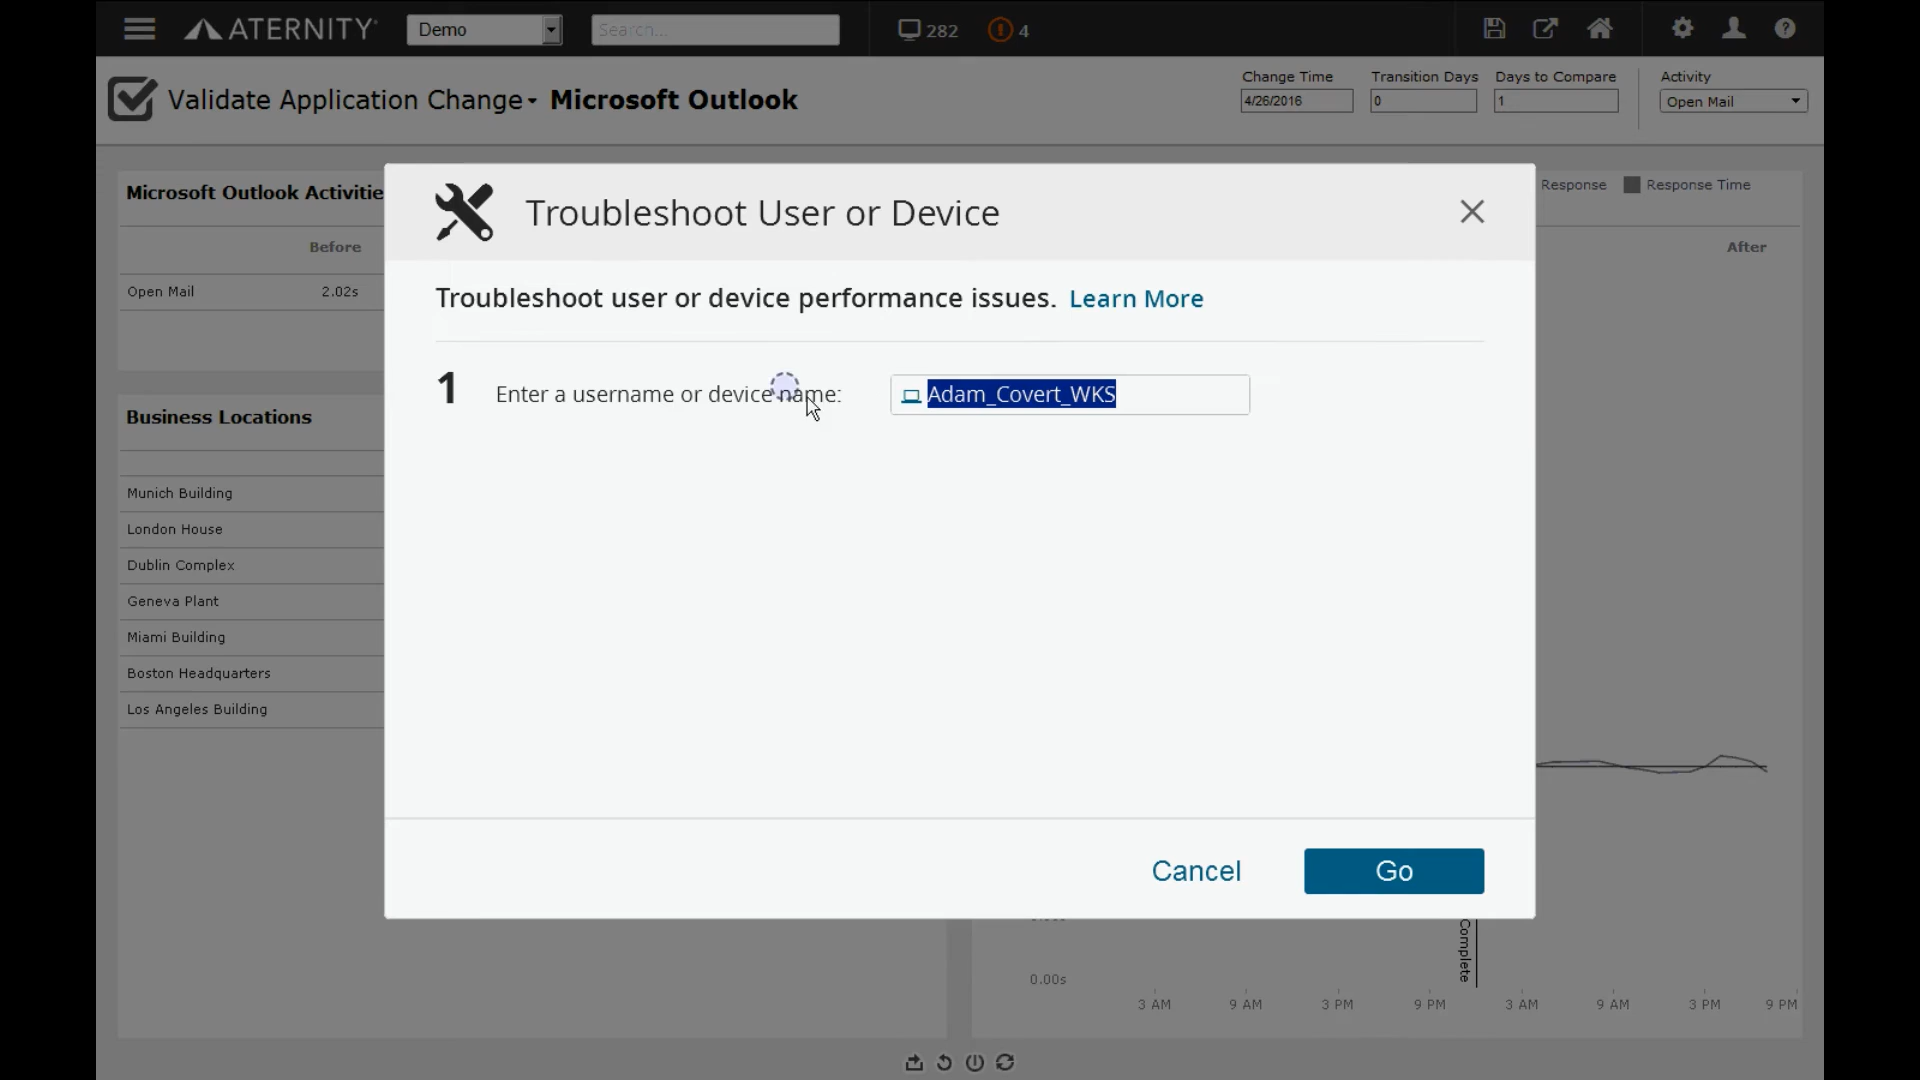 ATERNITY
Demo
Search...
282
4
Validate Application Change
Microsoft Outlook
Change Time
4/26/2016
Transition Days
0
Days to Compare
1
Activity
Open Mail
Microsoft Outlook Activitie
Before
Open Mail 2.02s
Business Locations
Munich Building
London House
Dublin Complex
Geneva Plant
Miami Building
Boston Headquarters
Los Angeles Building
Troubleshoot User or Device
Troubleshoot user or device performance issues. Learn More
1 Enter a username or device name: Adam_Covert_WKS
Cancel
Go
Response
Response Time
After
Complete
0.00s
3 AM 9 AM 3 PM 9 PM 3 AM 9 AM 3 PM 9 PM